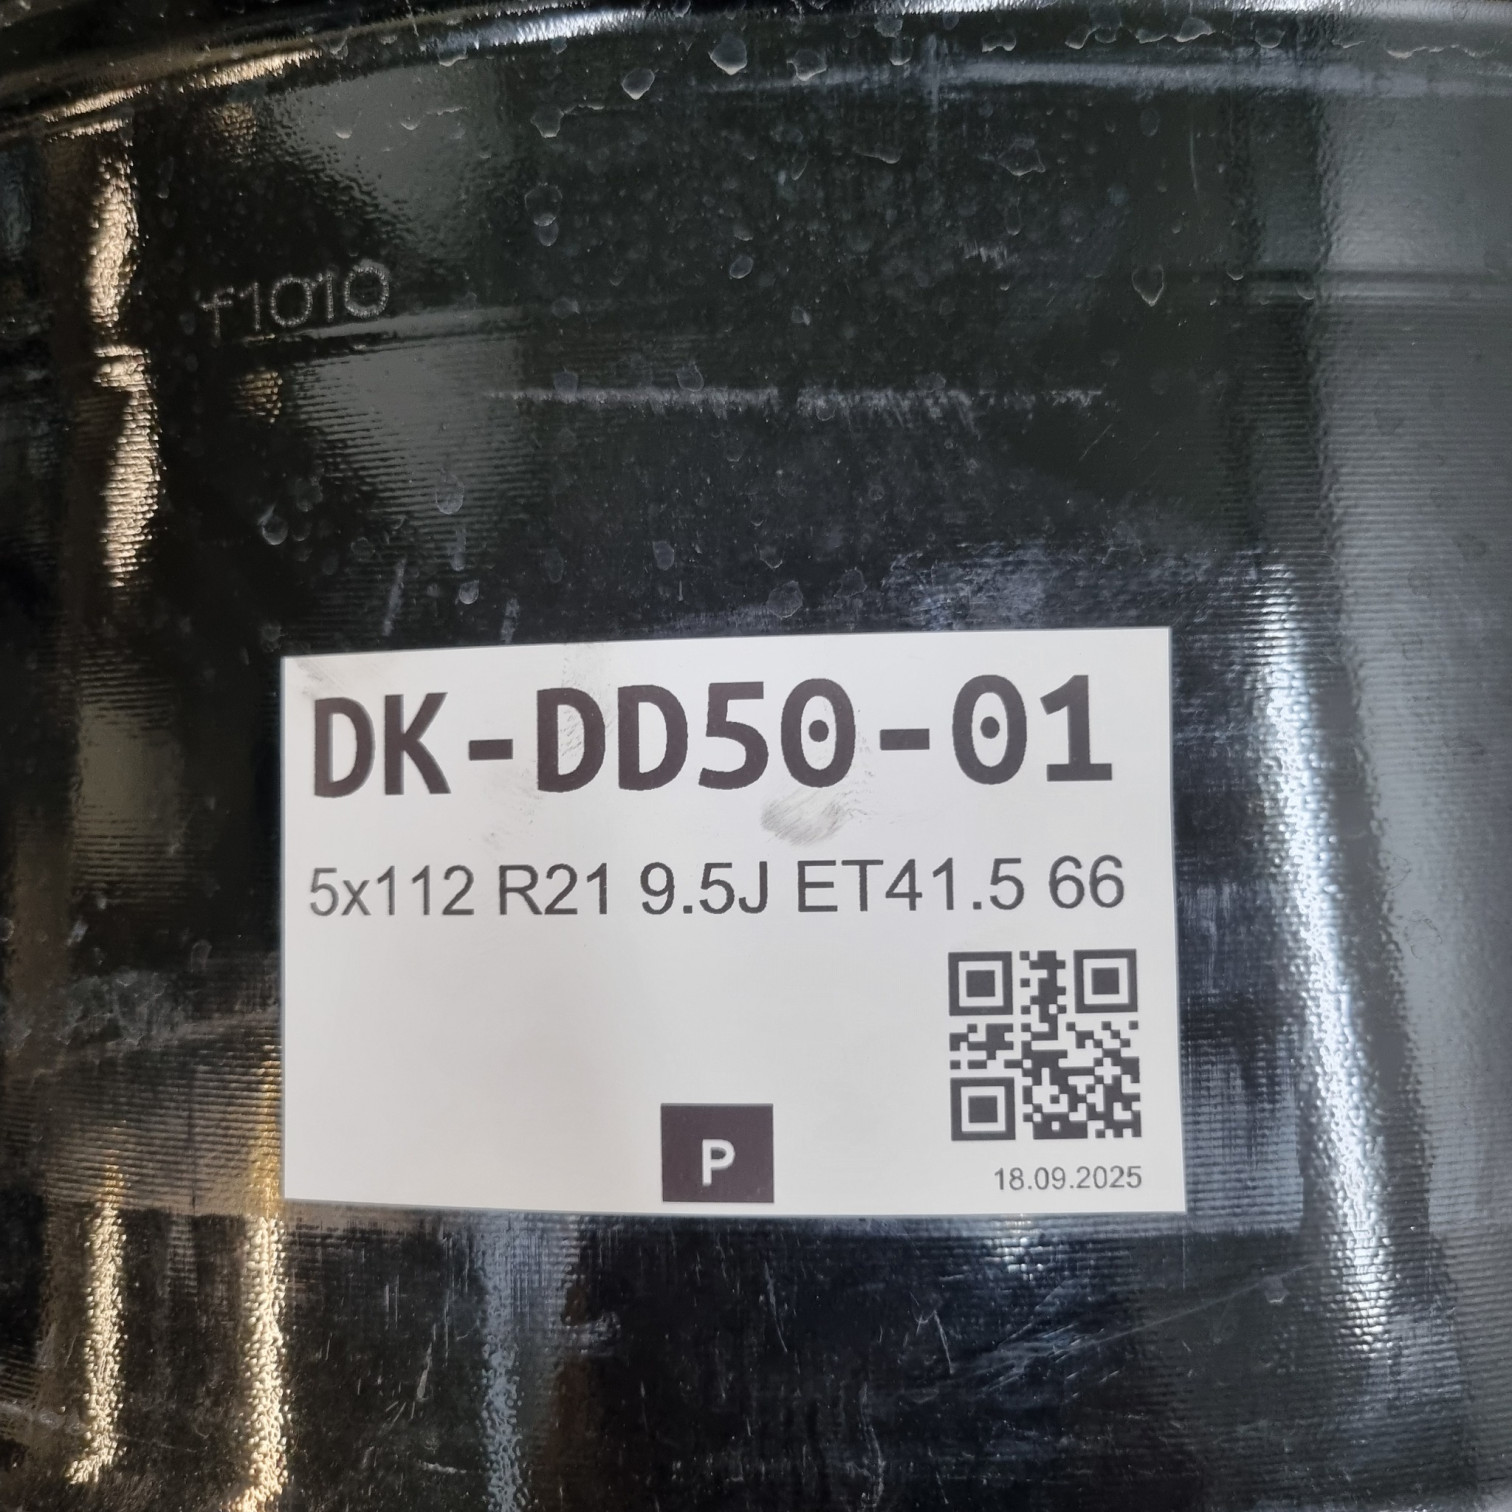 f1010
DK-DD50-01
5x112 R21 9.5J ET41.5 66
P
18.09.2025